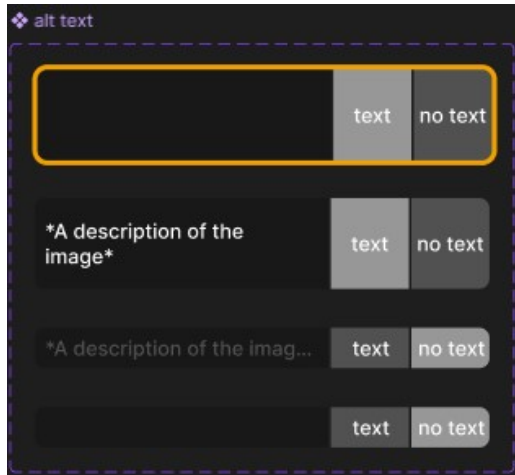 alt text
text no text
*A description of the
image*
text no text
*A description of the imag... text no text
text no text